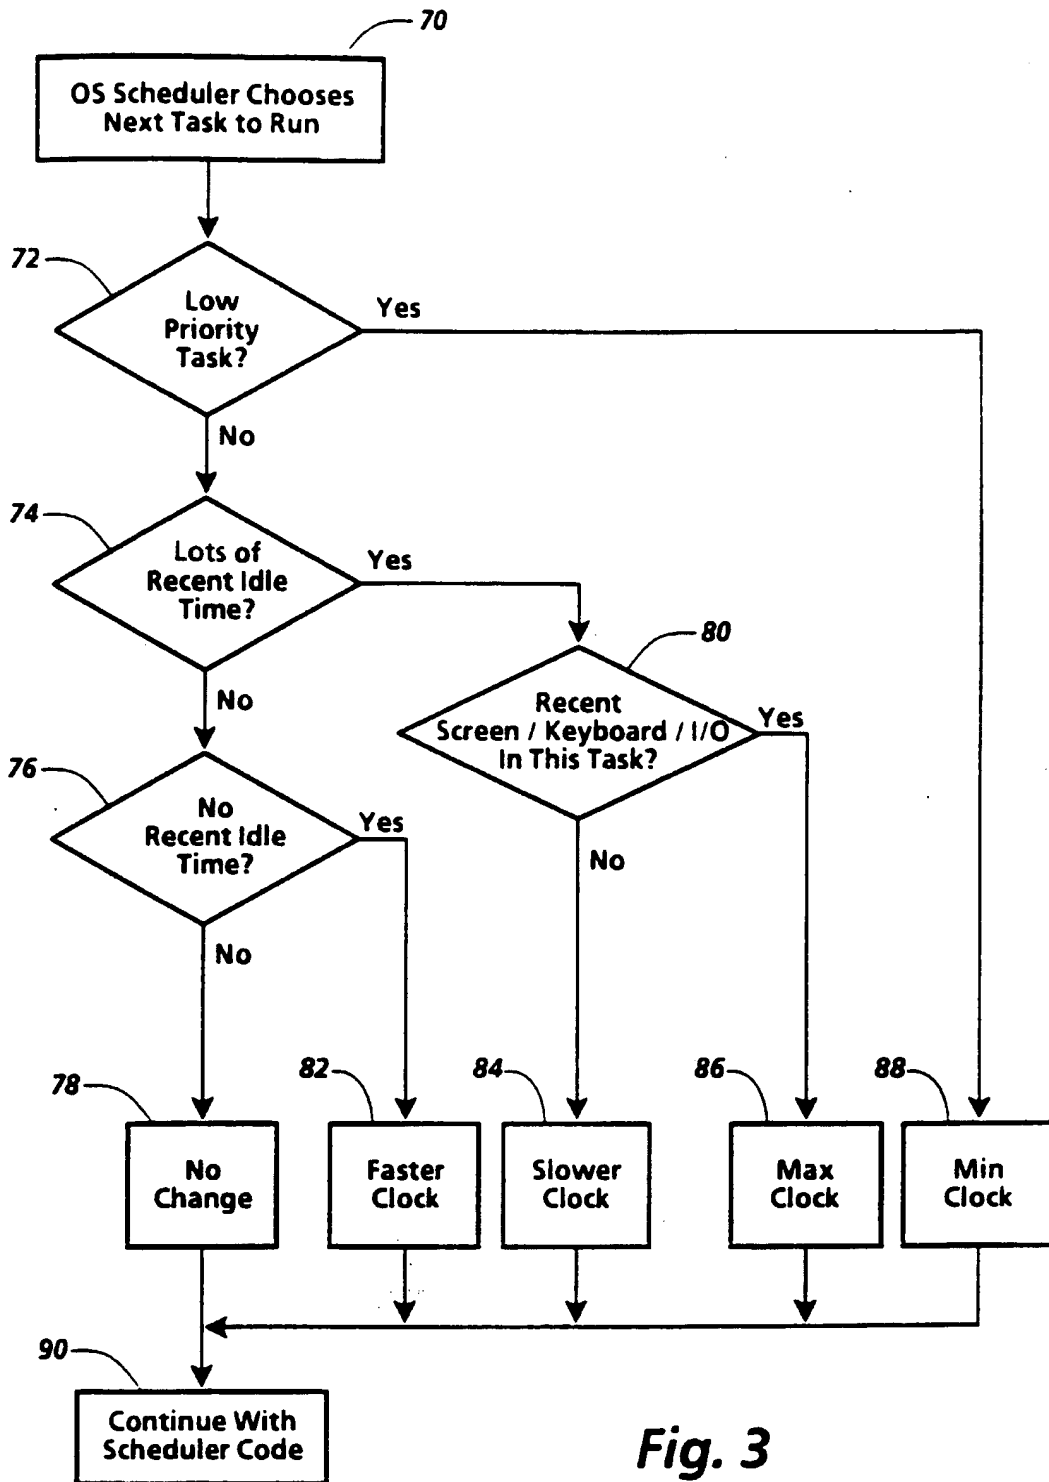 70
OS Scheduler Chooses
Next Task to Run
72
Low
Priority
Task?
Yes
No
74
Lots of
Recent Idle
Time?
Yes
No
80
Recent
Screen / Keyboard / I/O
In This Task?
Yes
No
76
No
Recent Idle
Time?
Yes
No
78
No
Change
82
Faster
Clock
84
Slower
Clock
86
Max
Clock
88
Min
Clock
90
Continue With
Scheduler Code
Fig. 3